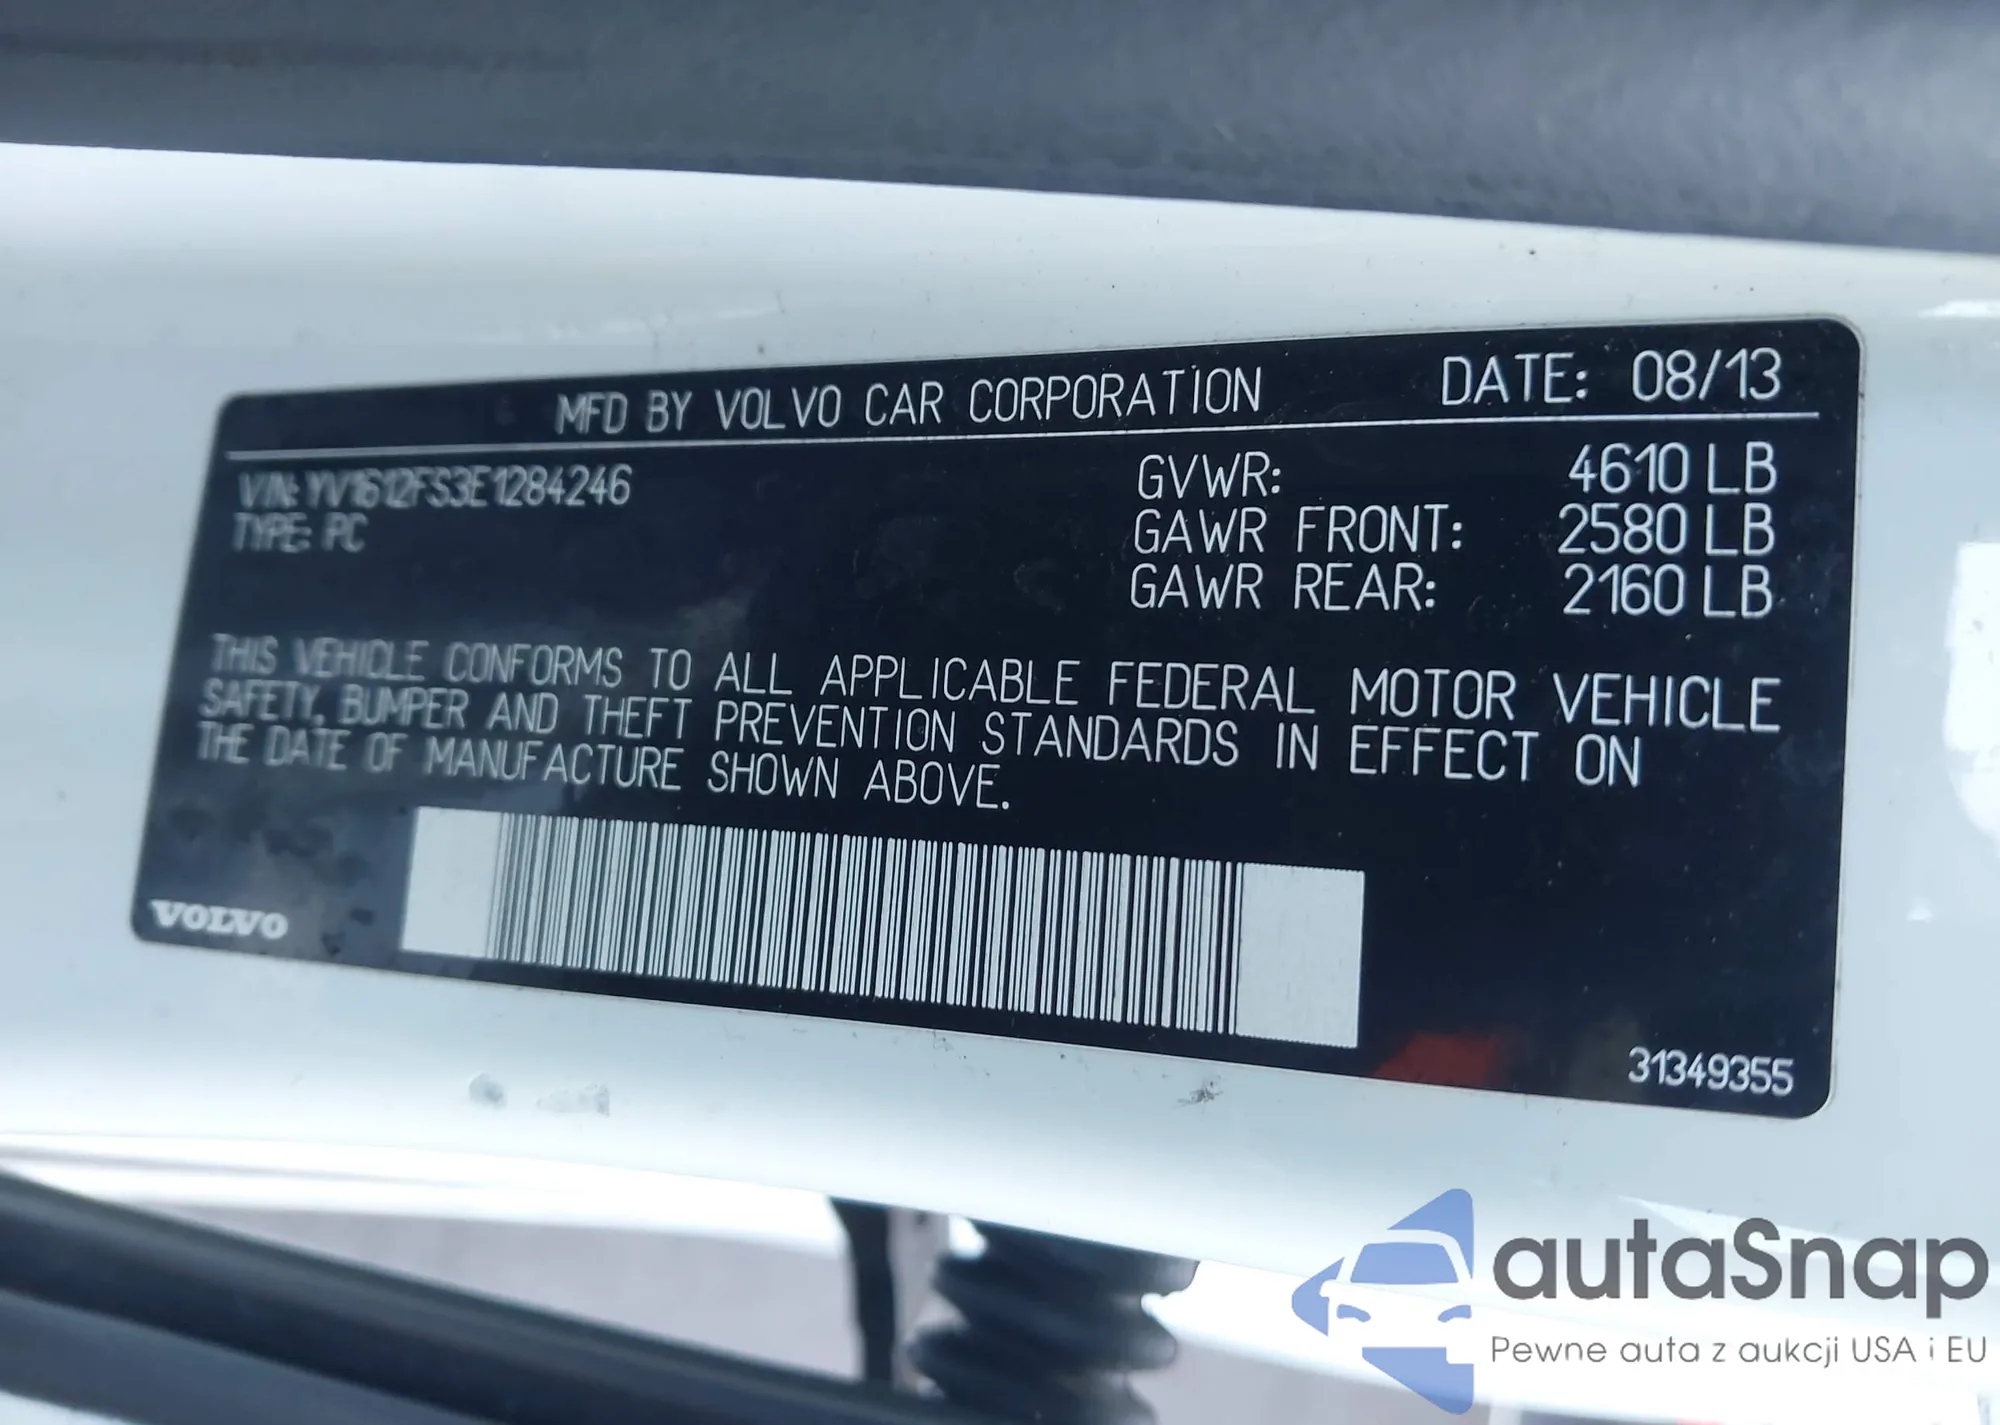 MFD BY VOLVO CAR CORPORATION DATE: 08/13
VIN: YV1612FS3E1284246
TYPE: PC
GVWR: 4610 LB
GAWR FRONT: 2580 LB
GAWR REAR: 2160 LB
THIS VEHICLE CONFORMS TO ALL APPLICABLE FEDERAL MOTOR VEHICLE
SAFETY, BUMPER AND THEFT PREVENTION STANDARDS IN EFFECT ON
THE DATE OF MANUFACTURE SHOWN ABOVE.
VOLVO
31349355
autaSnap
Pewne auta z aukcji USA i EU